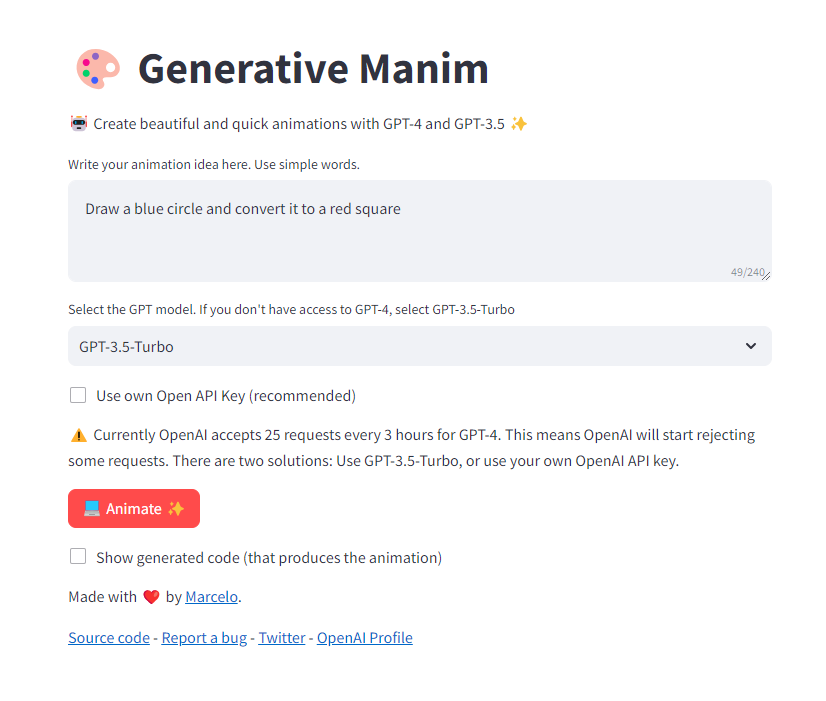 Generative Manim
Create beautiful and quick animations with GPT-4 and GPT-3.5
Write your animation idea here. Use simple words.
Draw a blue circle and convert it to a red square
49/240
Select the GPT model. If you don't have access to GPT-4, select GPT-3.5-Turbo
GPT-3.5-Turbo
Use own Open API Key (recommended)
Currently OpenAI accepts 25 requests every 3 hours for GPT-4. This means OpenAI will start rejecting
some requests. There are two solutions: Use GPT-3.5-Turbo, or use your own OpenAI API key.
Animate
Show generated code (that produces the animation)
Made with ❤️ by Marcelo.
Source code - Report a bug - Twitter - OpenAI Profile